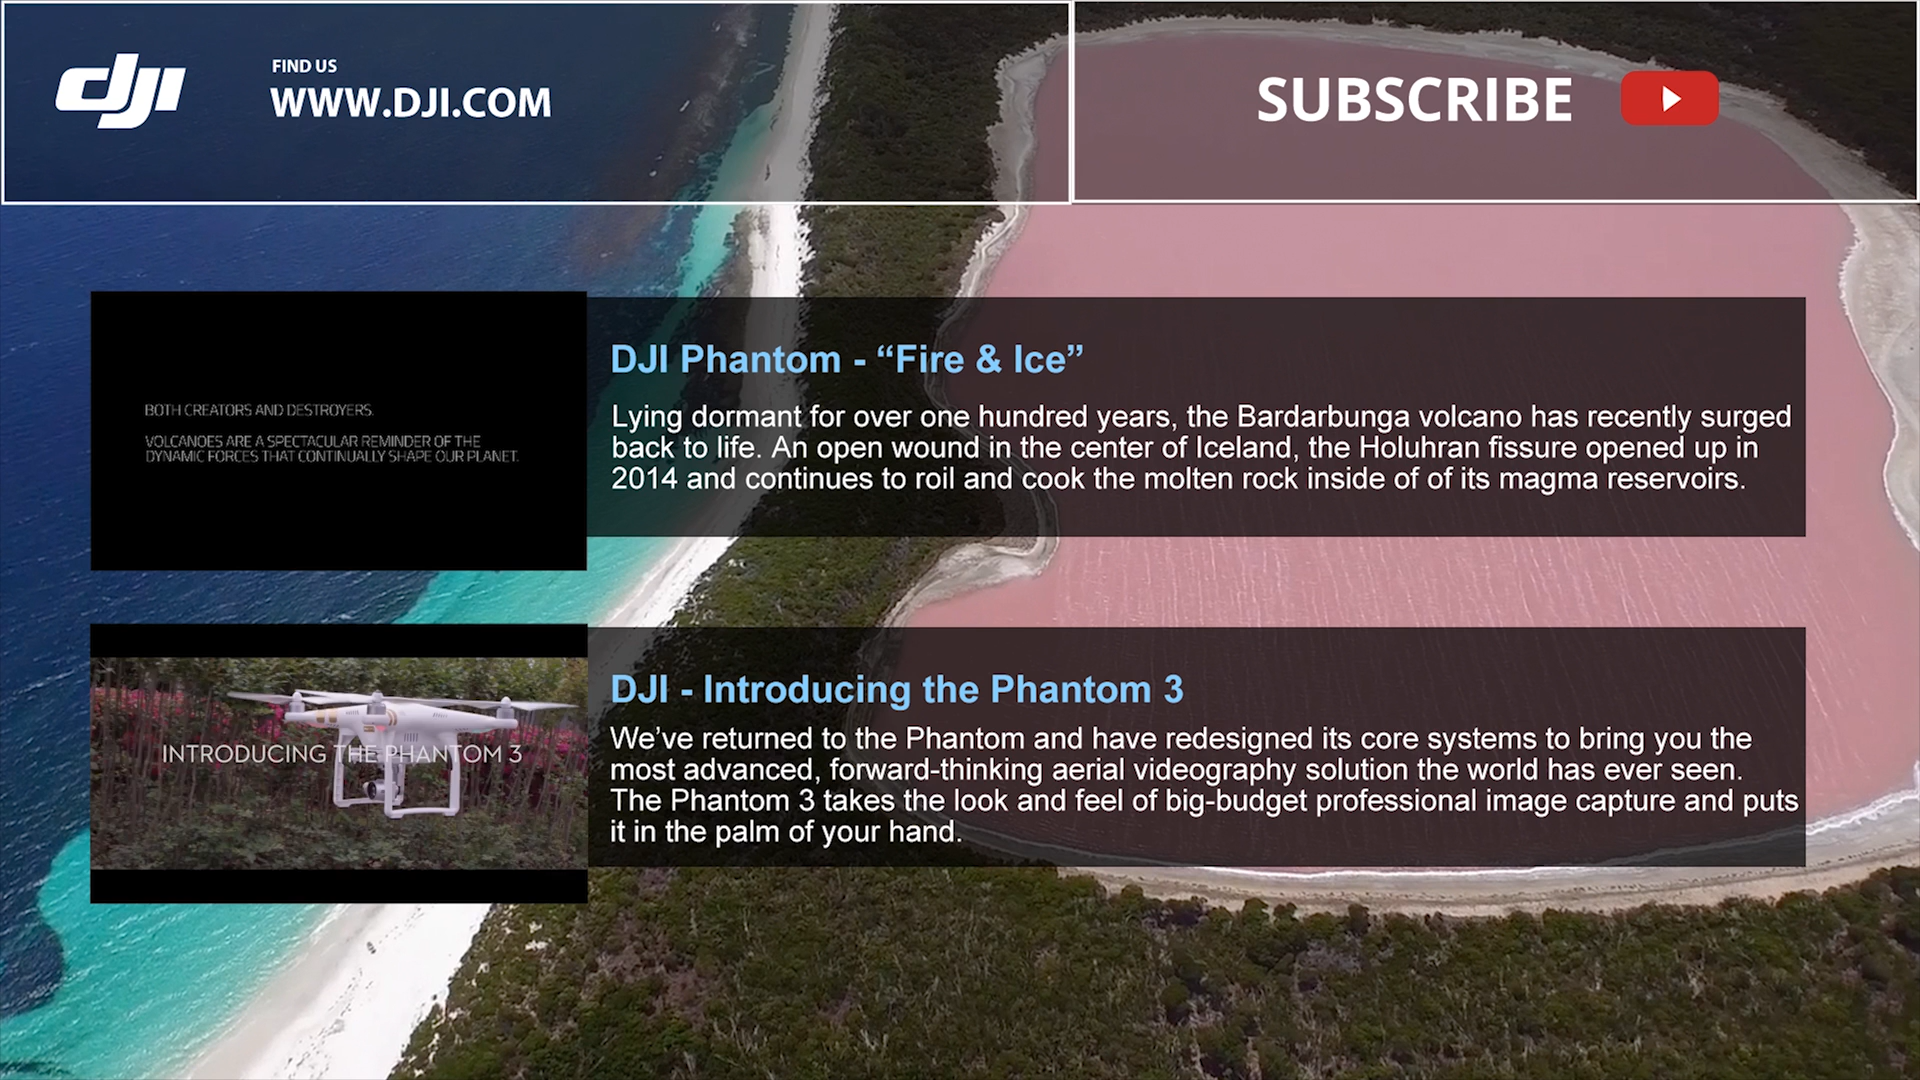 dji
FIND US
WWW.DJI.COM
SUBSCRIBE
BOTH CREATORS AND DESTROYERS.
VOLCANOES ARE A SPECTACULAR REMINDER OF THE
DYNAMIC FORCES THAT CONTINUALLY SHAPE OUR PLANET.
DJI Phantom - “Fire & Ice”
Lying dormant for over one hundred years, the Bardarbunga volcano has recently surged
back to life. An open wound in the center of Iceland, the Holuhran fissure opened up in
2014 and continues to roil and cook the molten rock inside of of its magma reservoirs.
INTRODUCING THE PHANTOM 3
DJI - Introducing the Phantom 3
We’ve returned to the Phantom and have redesigned its core systems to bring you the
most advanced, forward-thinking aerial videography solution the world has ever seen.
The Phantom 3 takes the look and feel of big-budget professional image capture and puts
it in the palm of your hand.